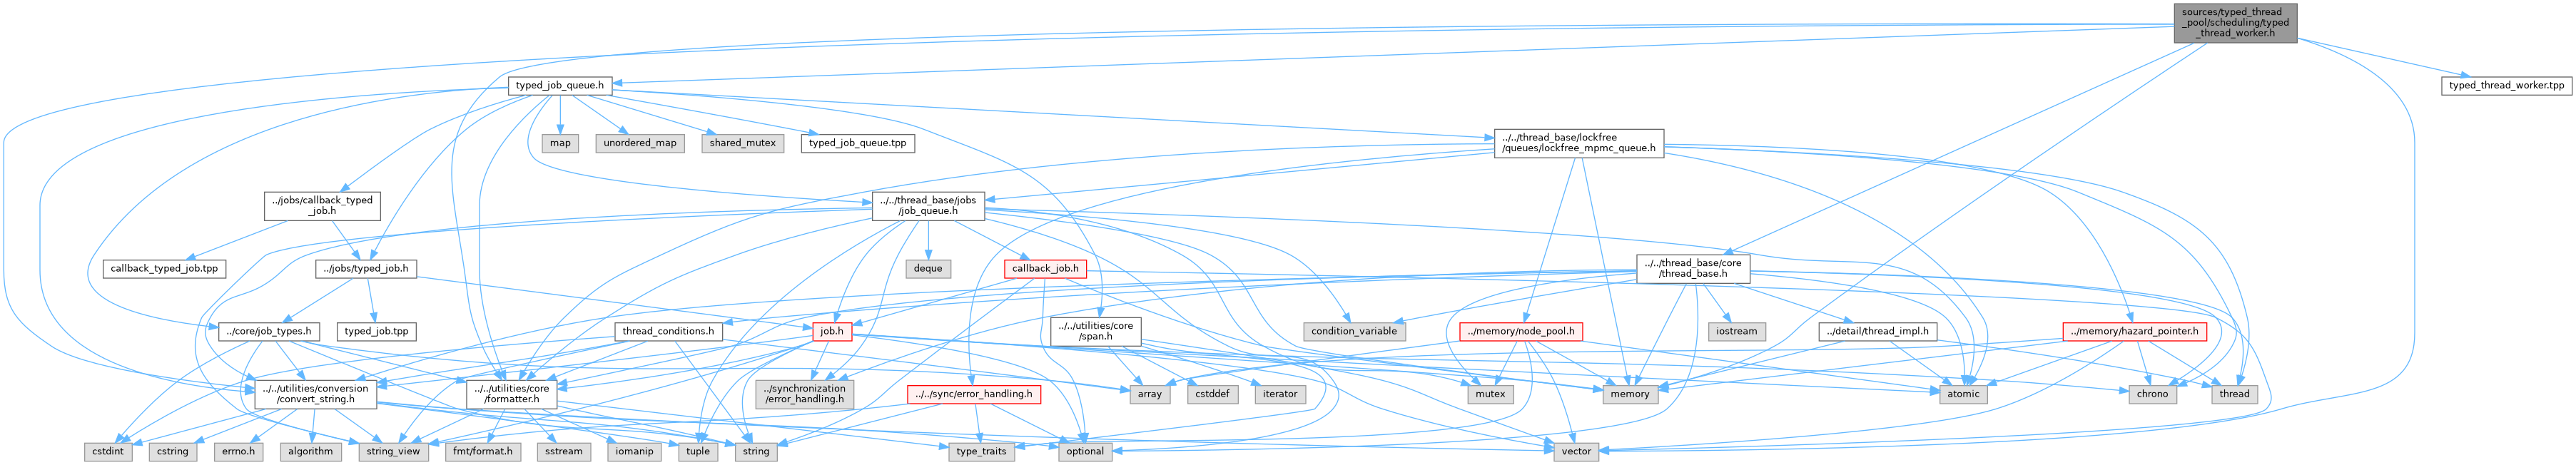 sources/typed_thread
_pool/scheduling/typed
_thread_worker.h
typed_job_queue.h
typed_thread_worker.tpp
map
unordered_map
shared_mutex
typed_job_queue.tpp
../../thread_base/lockfree
/queues/lockfree_mpmc_queue.h
../jobs/callback_typed
_job.h
../../thread_base/jobs
/job_queue.h
callback_typed_job.tpp
../jobs/typed_job.h
deque
callback_job.h
../../thread_base/core
/thread_base.h
../core/job_types.h
typed_job.tpp
thread_conditions.h
job.h
../../utilities/core
/span.h
condition_variable
../memory/node_pool.h
iostream
../detail/thread_impl.h
../memory/hazard_pointer.h
../../utilities/conversion
/convert_string.h
../../utilities/core
/formatter.h
../synchronization
/error_handling.h
../../sync/error_handling.h
array
cstddef
iterator
mutex
memory
atomic
chrono
thread
cstdint
cstring
errno.h
algorithm
string_view
fmt/format.h
sstream
iomanip
tuple
string
type_traits
optional
vector